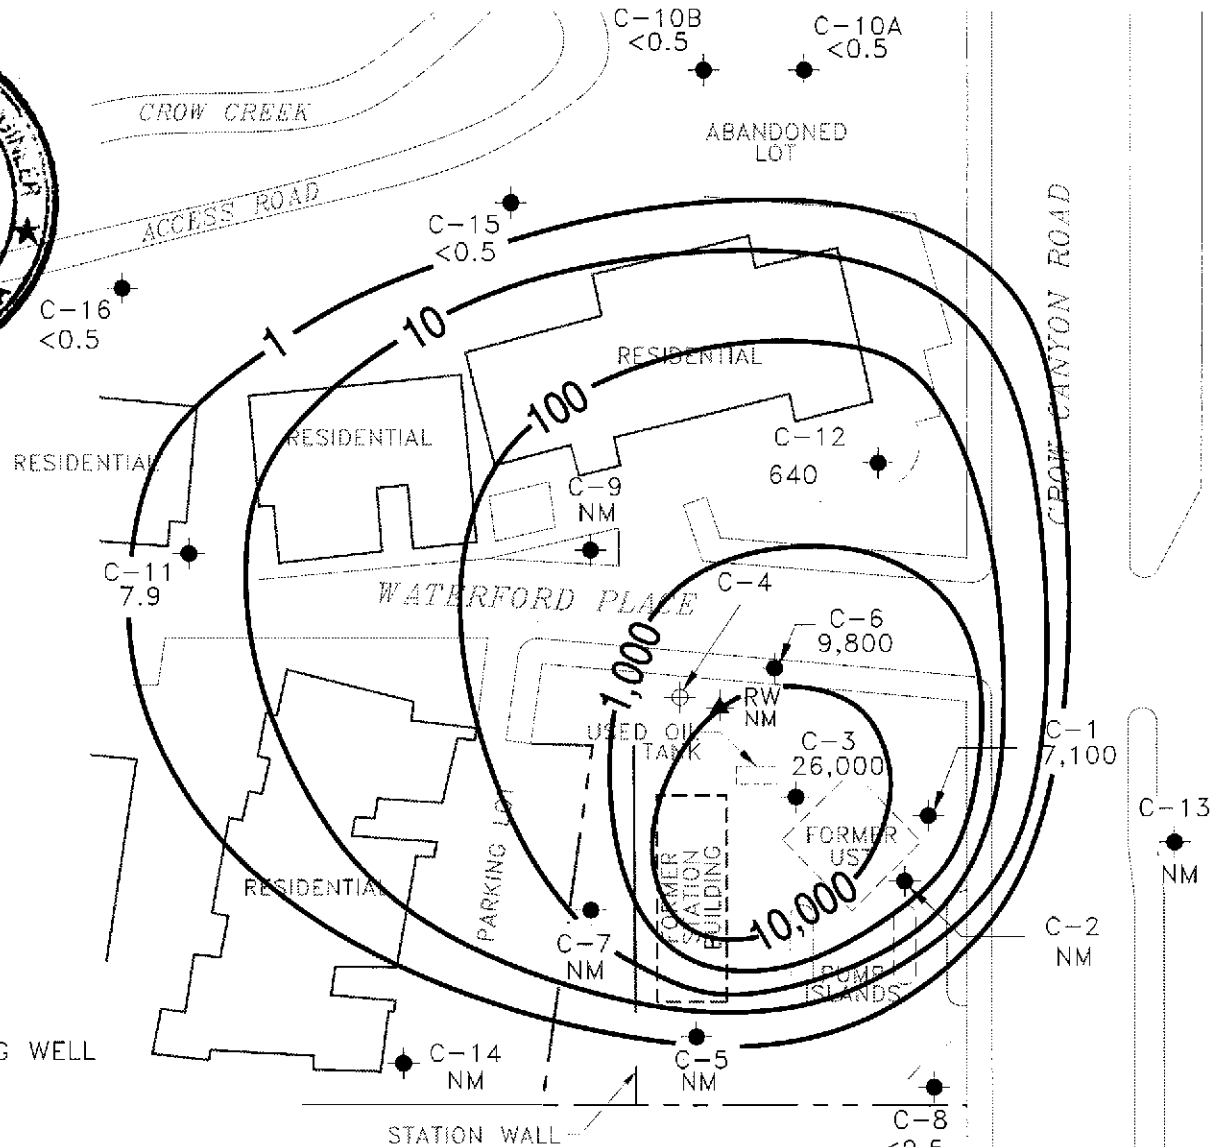 C-10B
<0.5
C-10A
<0.5
CROW CREEK
ABANDONED
LOT
ACCESS ROAD
C-15
<0.5
C-16
<0.5
CROW CANYON ROAD
1
10
100
1,000
10,000
RESIDENTIAL
RESIDENTIAL
RESIDENTIAL
C-12
640
C-9
NM
C-11
7.9
WATERFORD PLACE
C-4
C-6
9,800
RW
NM
USED OIL
TANK
C-3
26,000
C-1
7,100
C-13
NM
FORMER
UST
FORMER
STATION
BUILDING
PARKING LOT
RESIDENTIAL
C-7
NM
C-2
NM
PUMP
ISLANDS
G WELL
C-14
NM
C-5
NM
C-8
<0.5
STATION WALL